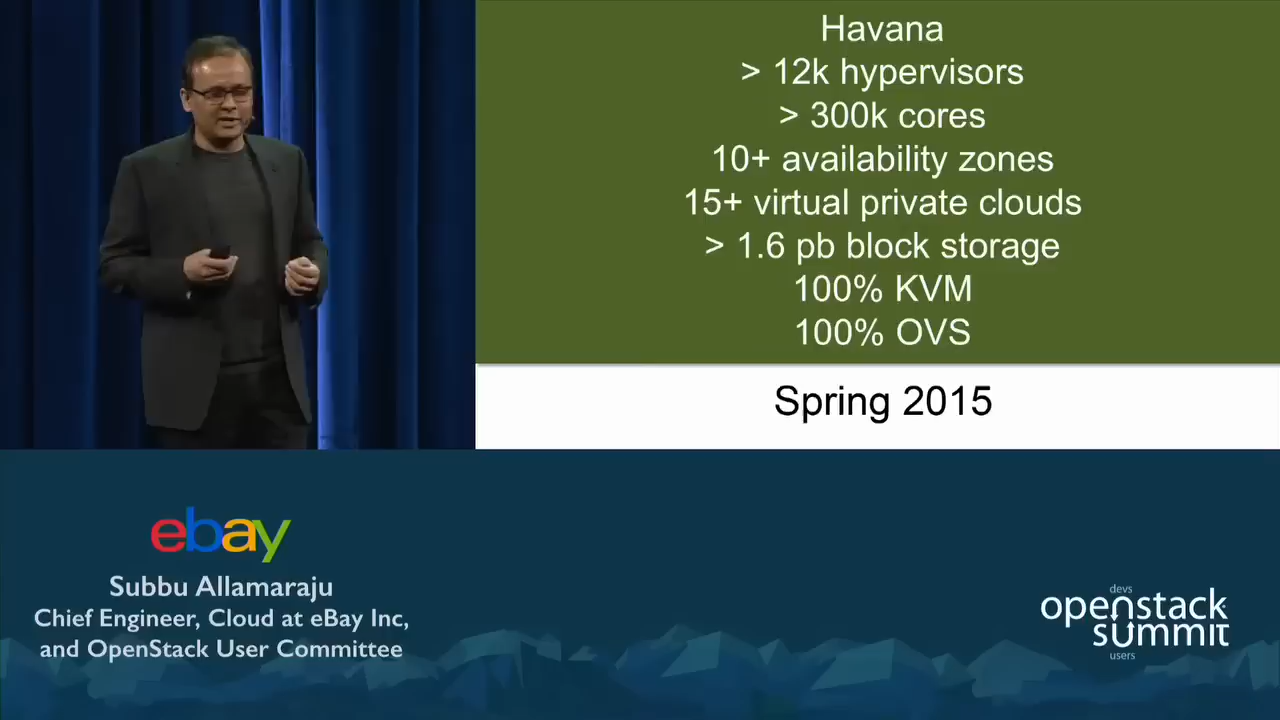 Havana
> 12k hypervisors
> 300k cores
10+ availability zones
15+ virtual private clouds
> 1.6 pb block storage
100% KVM
100% OVS
Spring 2015
ebay
Subbu Allamaraju
Chief Engineer, Cloud at eBay Inc,
and OpenStack User Committee
devs
openstack
summit
users